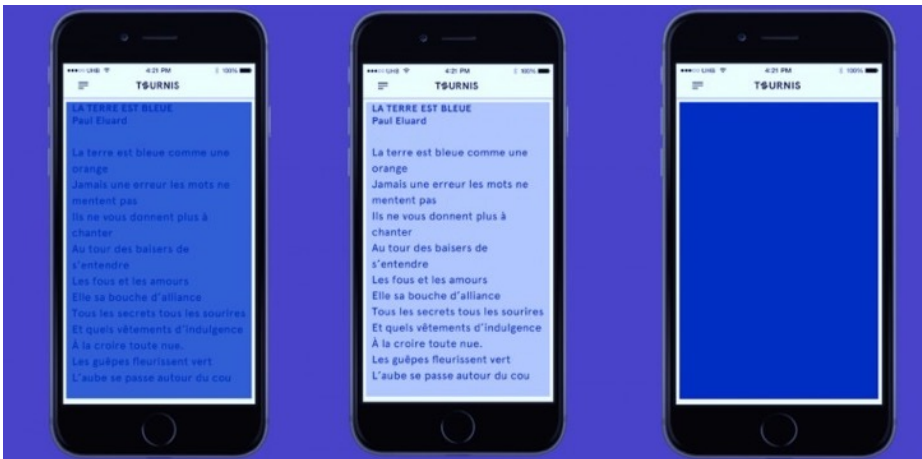 UHB 4:21 PM 100%
TOURNIS
LA TERRE EST BLEUE
Paul Eluard
La terre est bleue comme une
orange
Jamais une erreur les mots ne
mentent pas
Ils ne vous donnent plus à
chanter
Au tour des baisers de
s'entendre
Les fous et les amours
Elle sa bouche d'alliance
Tous les secrets tous les sourires
Et quels vêtements d'indulgence
À la croire toute nue.
Les guêpes fleurissent vert
L'aube se passe autour du cou
UHB 4:21 PM 100%
TOURNIS
LA TERRE EST BLEUE
Paul Eluard
La terre est bleue comme une
orange
Jamais une erreur les mots ne
mentent pas
Ils ne vous donnent plus à
chanter
Au tour des baisers de
s'entendre
Les fous et les amours
Elle sa bouche d'alliance
Tous les secrets tous les sourires
Et quels vêtements d'indulgence
À la croire toute nue.
Les guêpes fleurissent vert
L'aube se passe autour du cou
UHB 4:21 PM 100%
TOURNIS